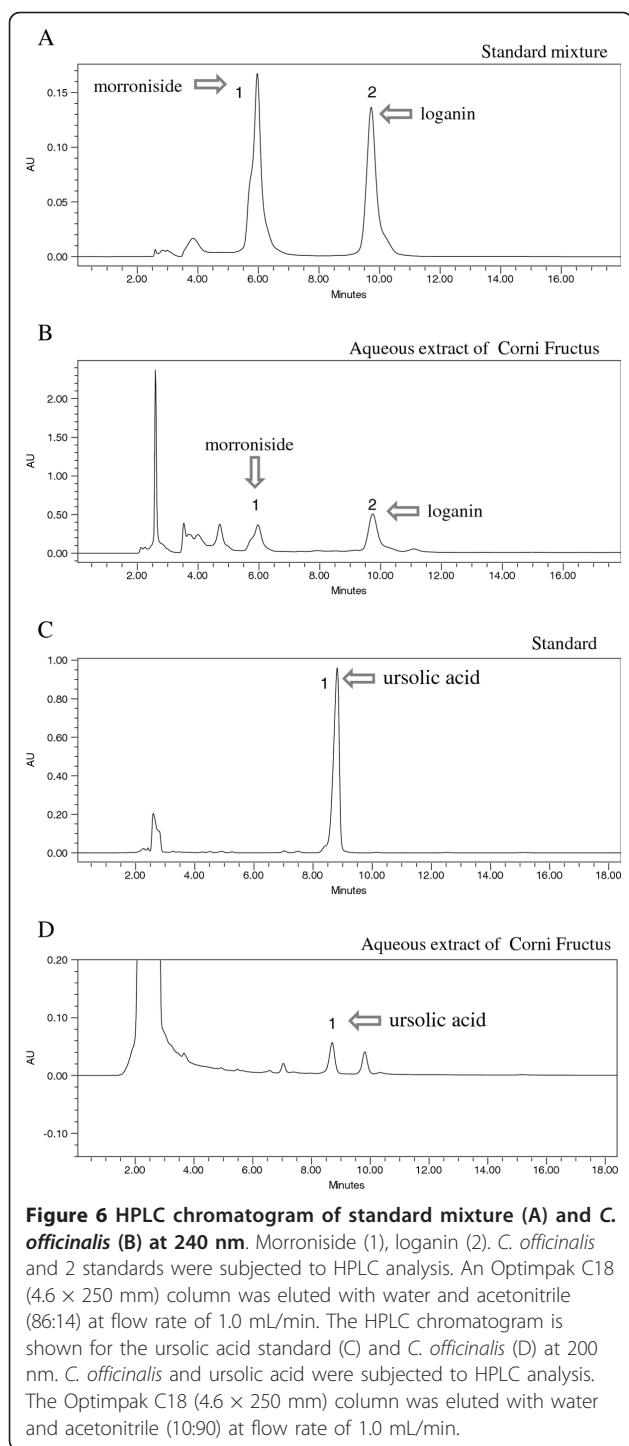 A
Standard mixture
morroniside
1
2
loganin
AU
0.15
0.10
0.05
0.00
2.00 4.00 6.00 8.00 10.00 12.00 14.00 16.00
Minutes
B
Aqueous extract of Corni Fructus
morroniside
1
2
loganin
AU
2.00
1.50
1.00
0.50
0.00
2.00 4.00 6.00 8.00 10.00 12.00 14.00 16.00
Minutes
C
Standard
1
ursolic acid
AU
1.00
0.80
0.60
0.40
0.20
0.00
2.00 4.00 6.00 8.00 10.00 12.00 14.00 16.00 18.00
Minutes
D
Aqueous extract of Corni Fructus
1
ursolic acid
AU
0.20
0.10
0.00
-0.10
2.00 4.00 6.00 8.00 10.00 12.00 14.00 16.00 18.00
Minutes
Figure 6 HPLC chromatogram of standard mixture (A) and C.
officinalis (B) at 240 nm. Morroniside (1), loganin (2). C. officinalis
and 2 standards were subjected to HPLC analysis. An Optimpak C18
(4.6 × 250 mm) column was eluted with water and acetonitrile
(86:14) at flow rate of 1.0 mL/min. The HPLC chromatogram is
shown for the ursolic acid standard (C) and C. officinalis (D) at 200
nm. C. officinalis and ursolic acid were subjected to HPLC analysis.
The Optimpak C18 (4.6 × 250 mm) column was eluted with water
and acetonitrile (10:90) at flow rate of 1.0 mL/min.